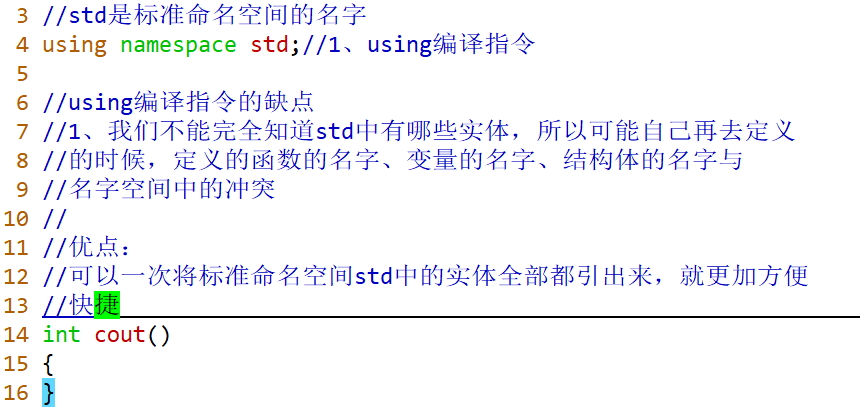 3 //std是标准命名空间的名字
4 using namespace std;//1、using编译指令
5
6 //using编译指令的缺点
7 //1、我们不能完全知道std中有哪些实体，所以可能自己再去定义
8 //的时候，定义的函数的名字、变量的名字、结构体的名字与
9 //名字空间中的冲突
10 //
11 //优点：
12 //可以一次将标准命名空间std中的实体全部都引出来，就更加方便
13 //快捷
14 int cout()
15 {
16 }